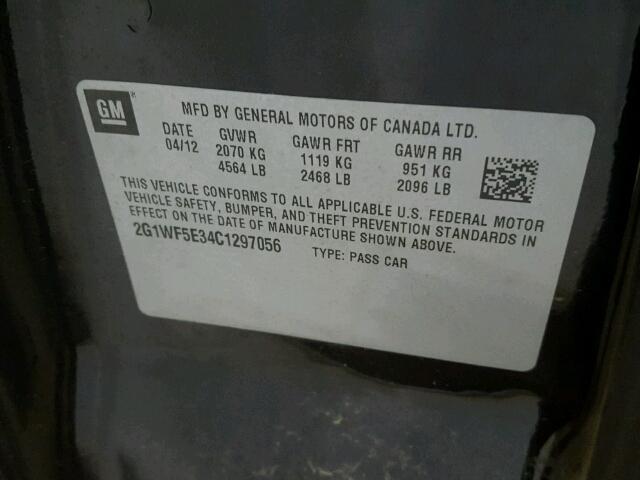 GM
MFD BY GENERAL MOTORS OF CANADA LTD.
DATE GVWR GAWR FRT GAWR RR
04/12 2070 KG 1119 KG 951 KG
4564 LB 2468 LB 2096 LB
THIS VEHICLE CONFORMS TO ALL APPLICABLE U.S. FEDERAL MOTOR
VEHICLE SAFETY, BUMPER, AND THEFT PREVENTION STANDARDS IN
EFFECT ON THE DATE OF MANUFACTURE SHOWN ABOVE.
2G1WF5E34C1297056 TYPE: PASS CAR